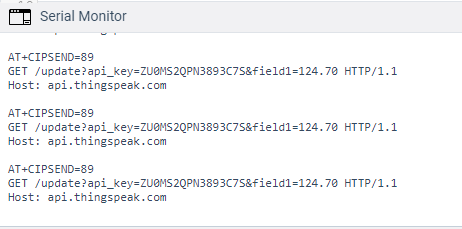 Serial Monitor
AT+CIPSEND=89
GET /update?api_key=ZU0MS2QPN3893C7S&field1=124.70 HTTP/1.1
Host: api.thingspeak.com
AT+CIPSEND=89
GET /update?api_key=ZU0MS2QPN3893C7S&field1=124.70 HTTP/1.1
Host: api.thingspeak.com
AT+CIPSEND=89
GET /update?api_key=ZU0MS2QPN3893C7S&field1=124.70 HTTP/1.1
Host: api.thingspeak.com